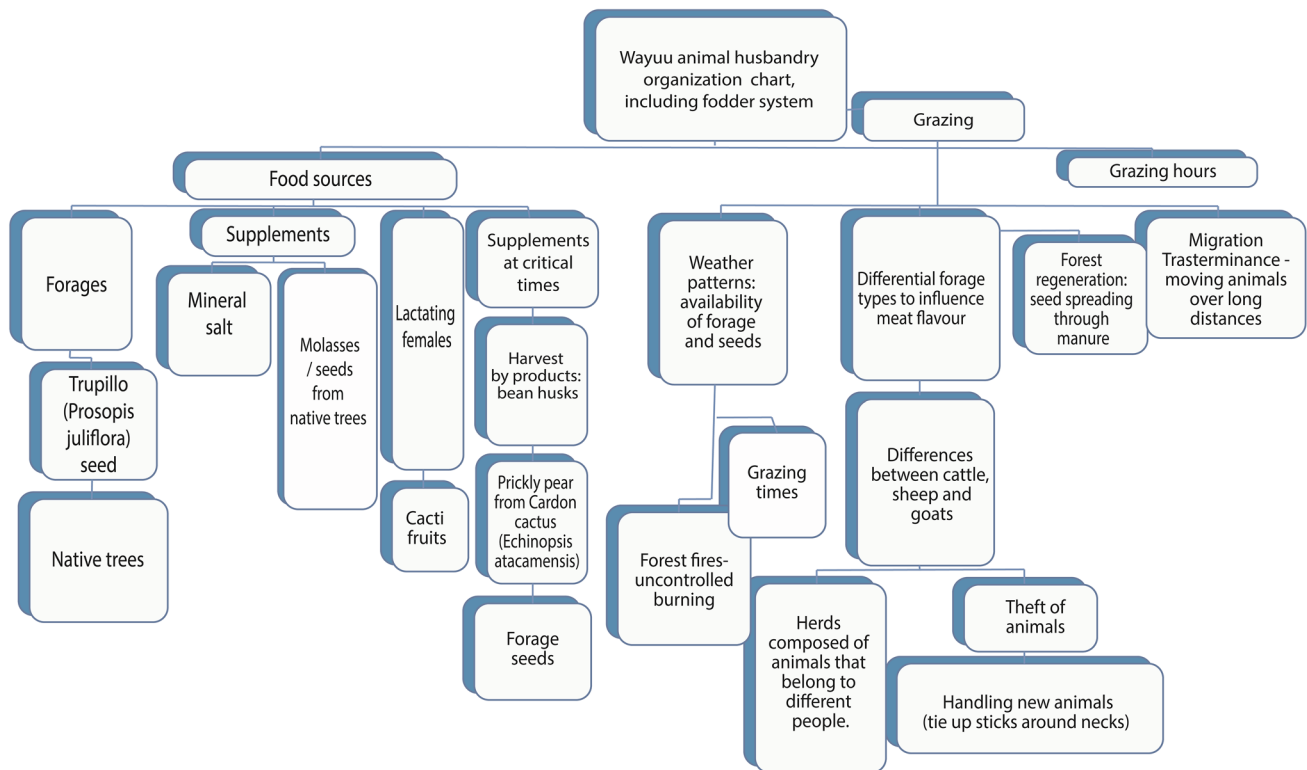 Wayuu animal husbandry
organization chart,
including fodder system
Grazing
Food sources
Grazing hours
Forages
Supplements
Mineral
salt
Molasses
/ seeds
from
native trees
Lactating
females
Supplements
at critical
times
Trupillo
(Prosopis
juliflora)
seed
Native trees
Cacti
fruits
Harvest
by products:
bean husks
Prickly pear
from Cardon
cactus
(Echinopsis
atacamensis)
Forage
seeds
Weather
patterns:
availability
of forage
and seeds
Grazing
times
Forest fires-
uncontrolled
burning
Differential forage
types to influence
meat flavour
Forest
regeneration:
seed spreading
through
manure
Migration
Trasterminance -
moving animals
over long
distances
Differences
between cattle,
sheep and
goats
Herds
composed of
animals that
belong to
different
people.
Theft of
animals
Handling new animals
(tie up sticks around necks)